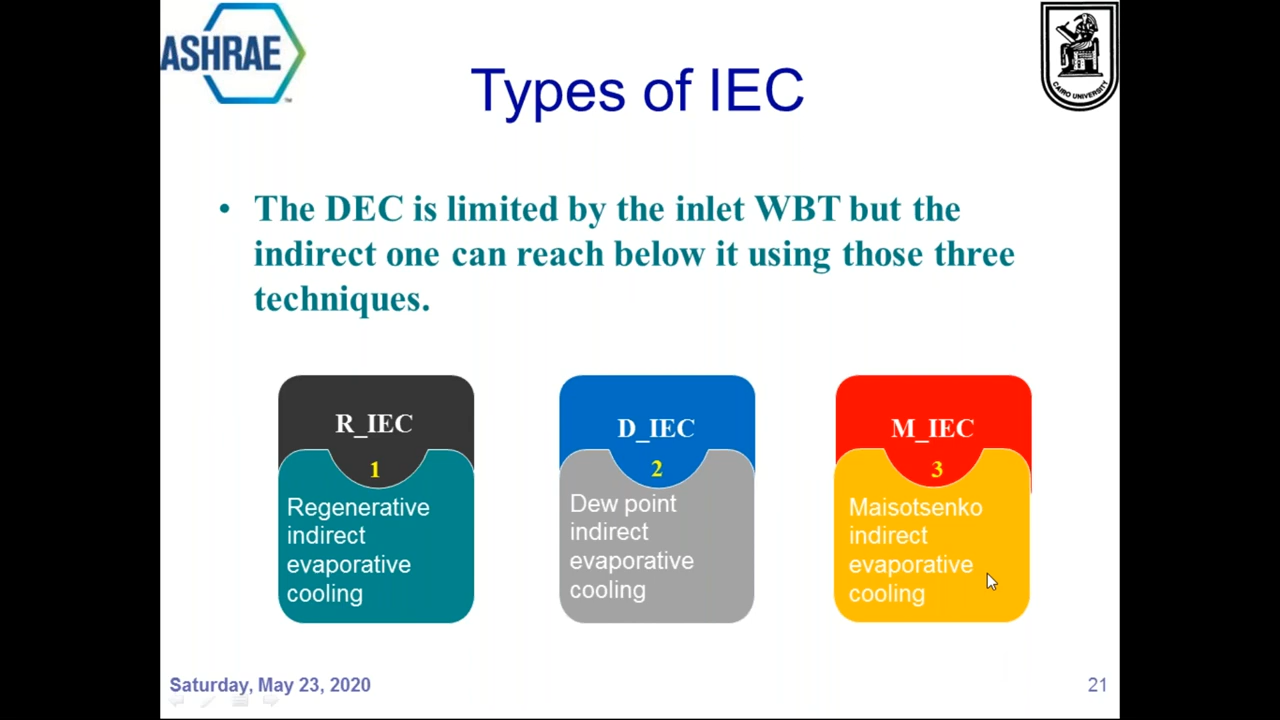 ASHRAE
CAIRO UNIVERSITY
Types of IEC
• The DEC is limited by the inlet WBT but the
indirect one can reach below it using those three
techniques.
R_IEC
1
Regenerative
indirect
evaporative
cooling
D_IEC
2
Dew point
indirect
evaporative
cooling
M_IEC
3
Maisotsenko
indirect
evaporative
cooling
Saturday, May 23, 2020
21